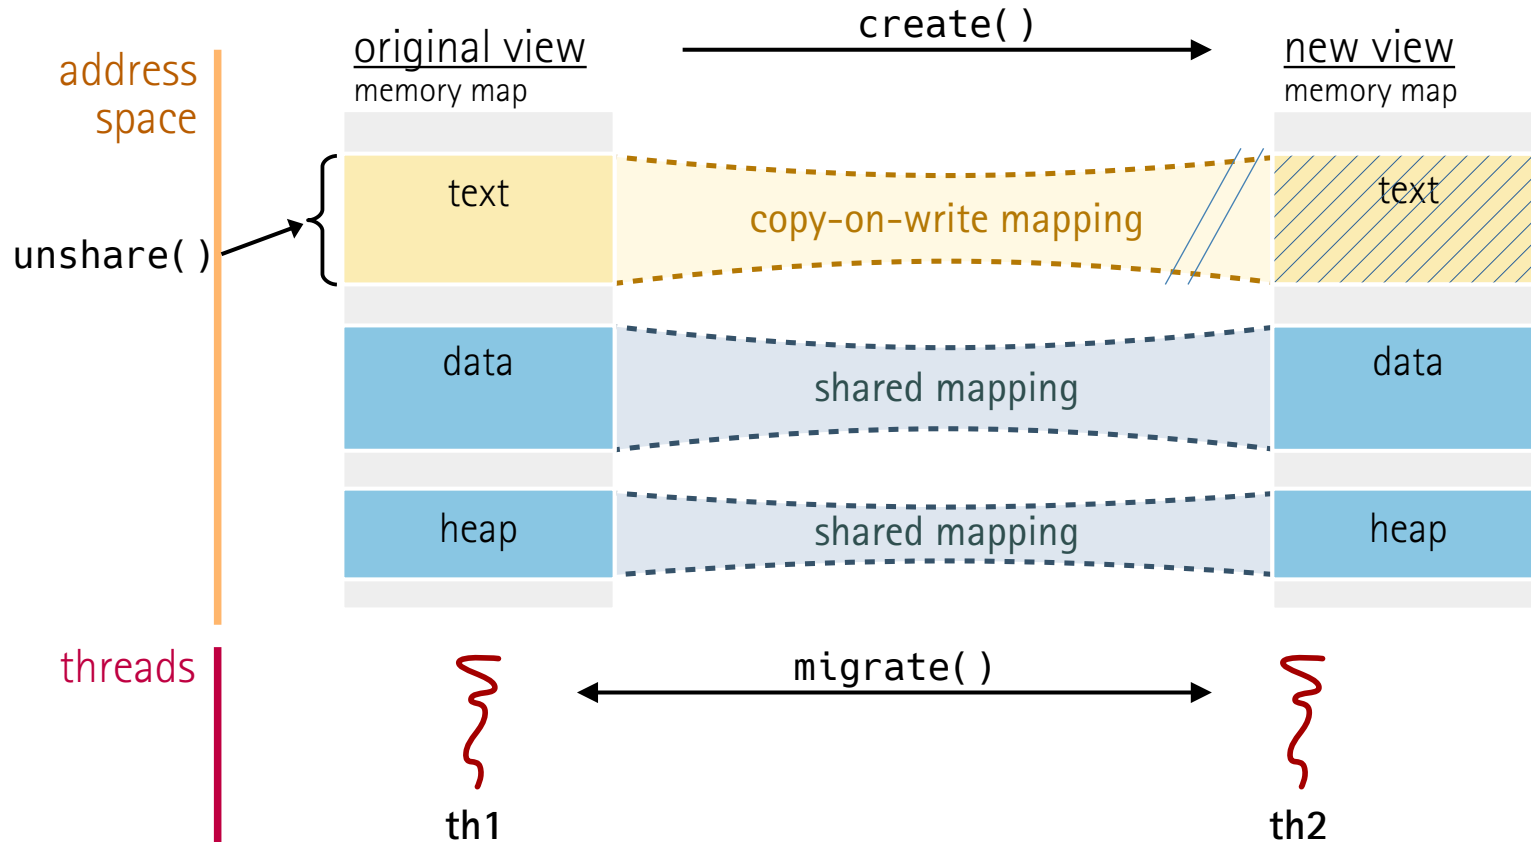 create()
original view
new view
memory map
memory map
address
space
text
copy-on-write mapping
text
unshare()
data
shared mapping
data
heap
shared mapping
heap
threads
migrate()
th1
th2